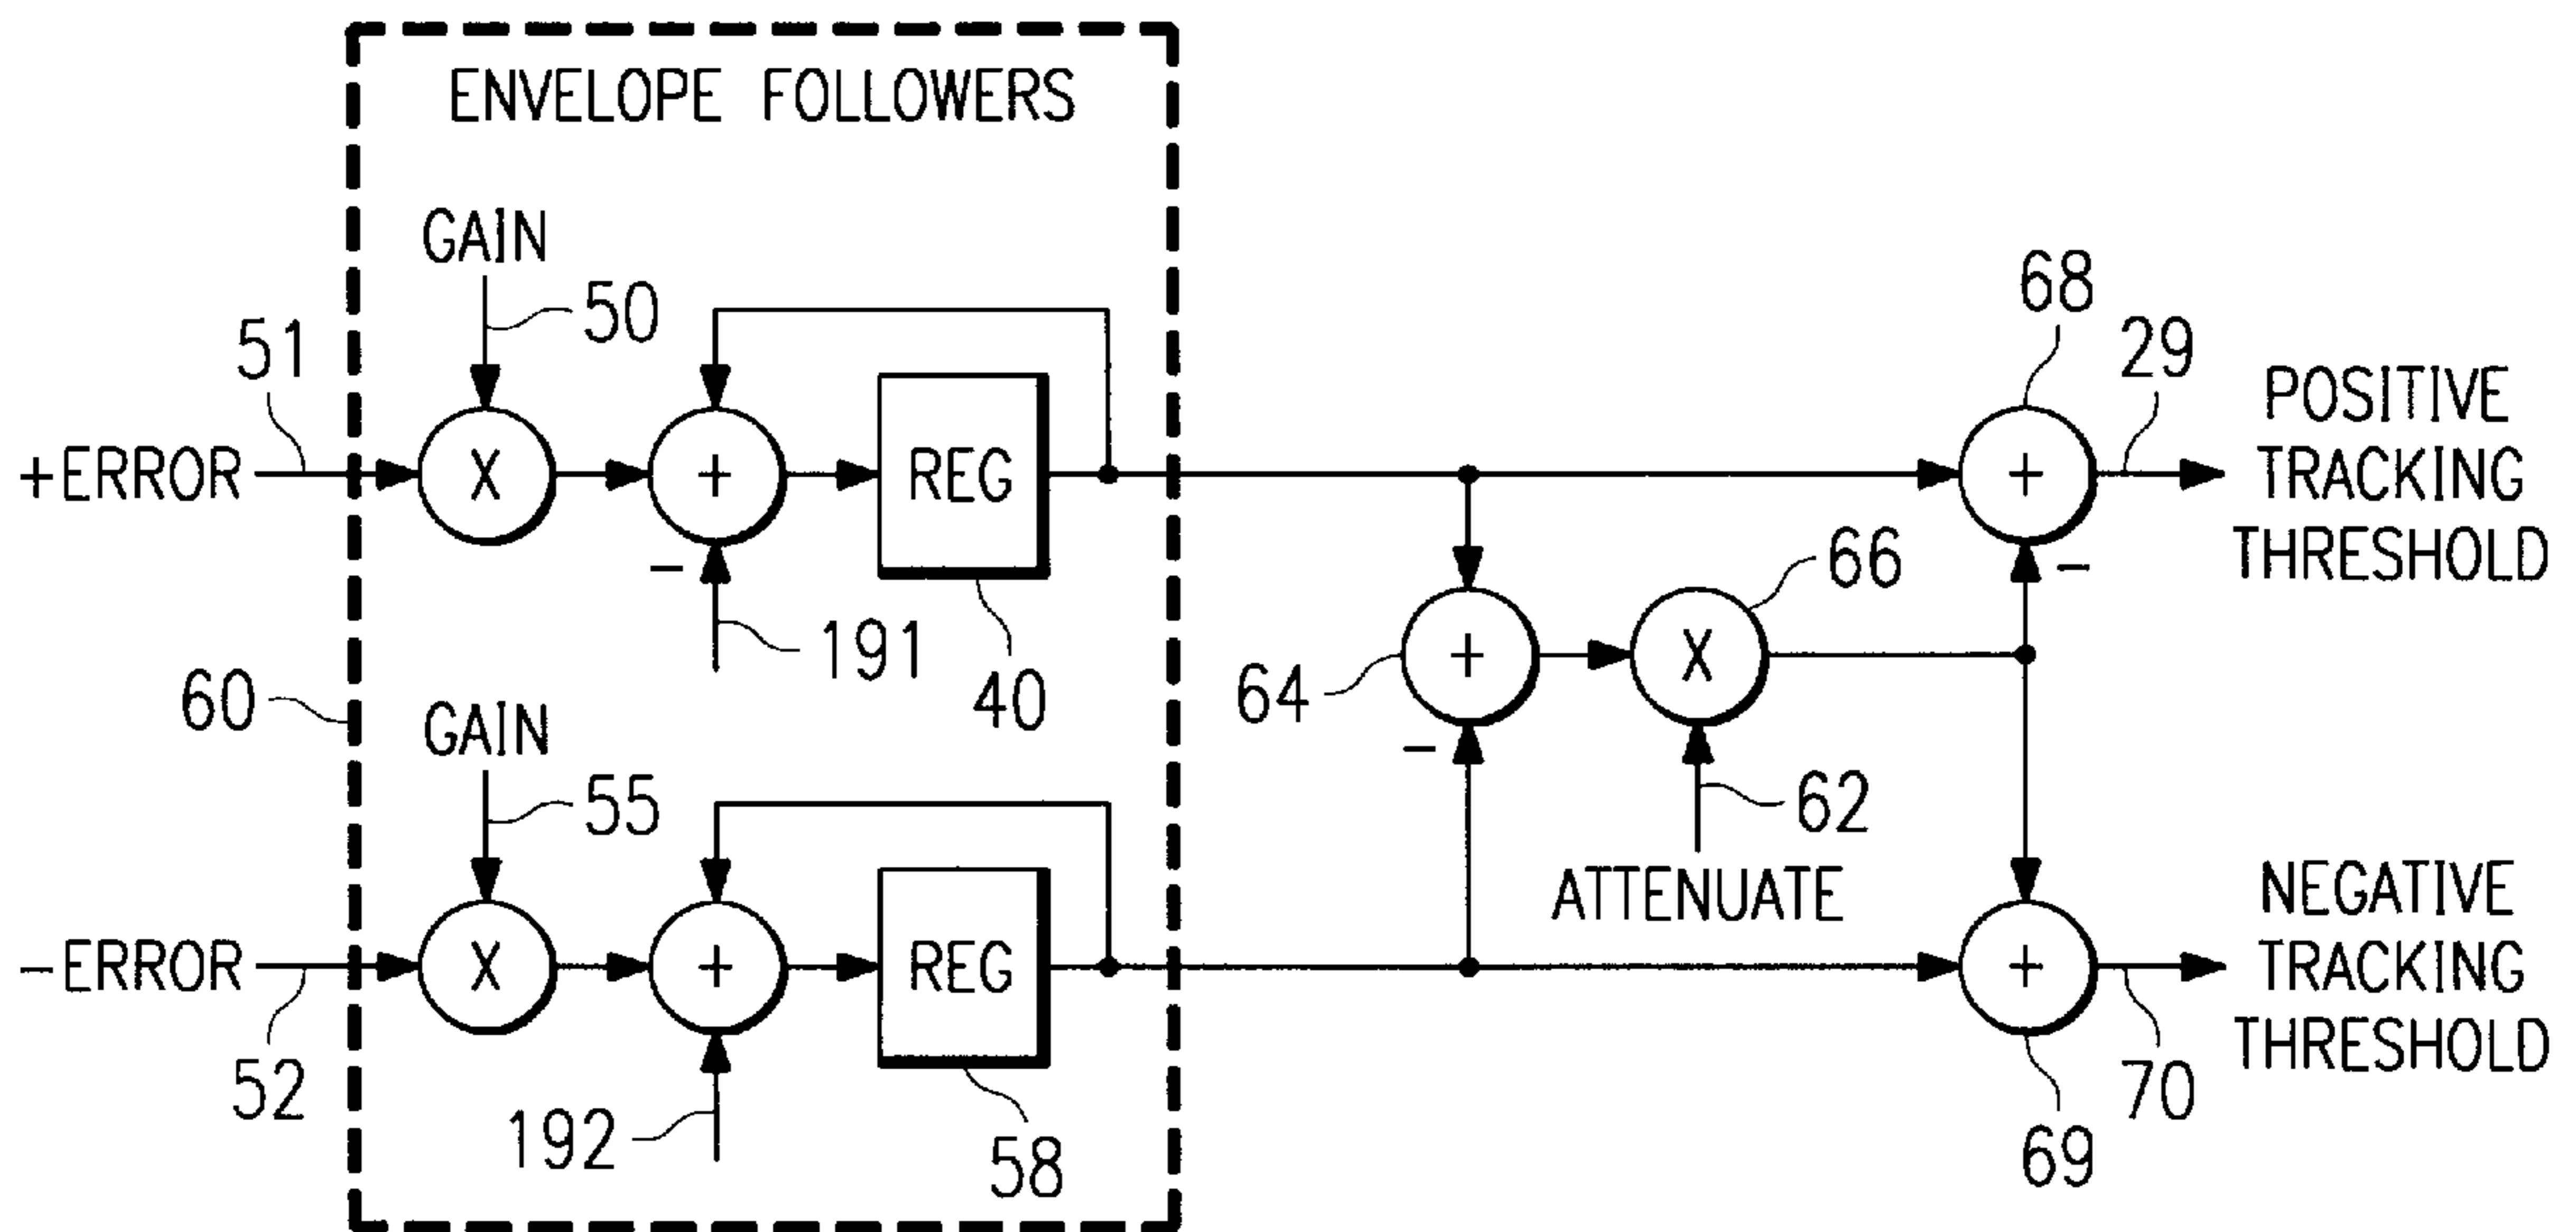 ENVELOPE FOLLOWERS
GAIN
50
51
+ERROR
X
+
REG
-
191
40
60
GAIN
55
-ERROR
52
X
+
REG
192
58
68
29
+
-
POSITIVE
TRACKING
THRESHOLD
66
64
+
X
-
62
ATTENUATE
+
NEGATIVE
TRACKING
THRESHOLD
70
69